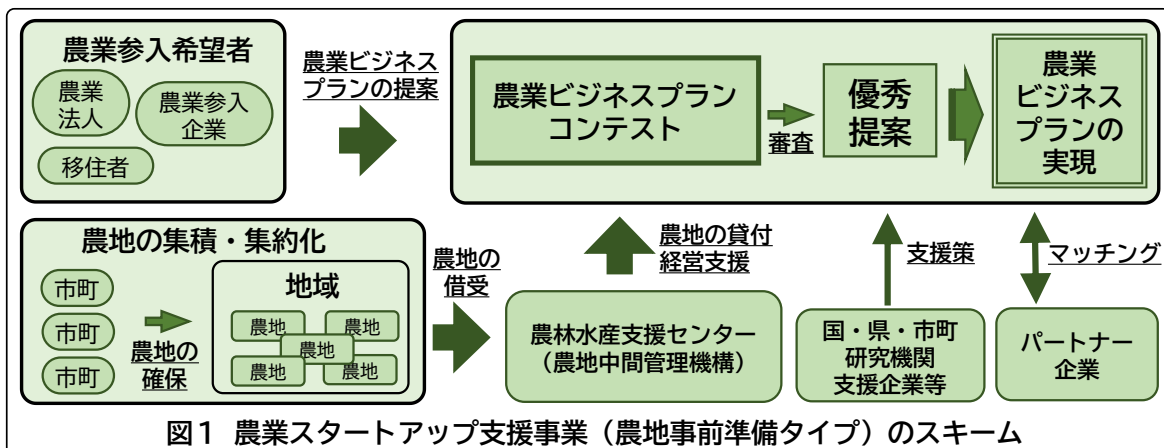 農業参入希望者
農業
法人
農業参入
企業
移住者
農業ビジネス
プランの提案
農業ビジネスプラン
コンテスト
審査
優秀
提案
農業
ビジネス
プランの
実現
農地の集積・集約化
市町
市町
市町
農地の
確保
地域
農地
農地
農地
農地
農地
農地の
借受
農地の貸付
経営支援
農林水産支援センター
（農地中間管理機構）
支援策
国・県・市町
研究機関
支援企業等
マッチング
パートナー
企業
図１ 農業スタートアップ支援事業（農地事前準備タイプ）のスキーム